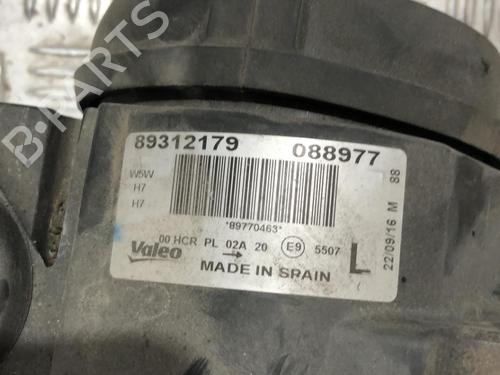 B-PARTS
89312179 088977
W5W
H7
H7
*89770463*
00 HCR PL 02A 20 E9 5507
Valeo
MADE IN SPAIN
L
22/09/16 M 88